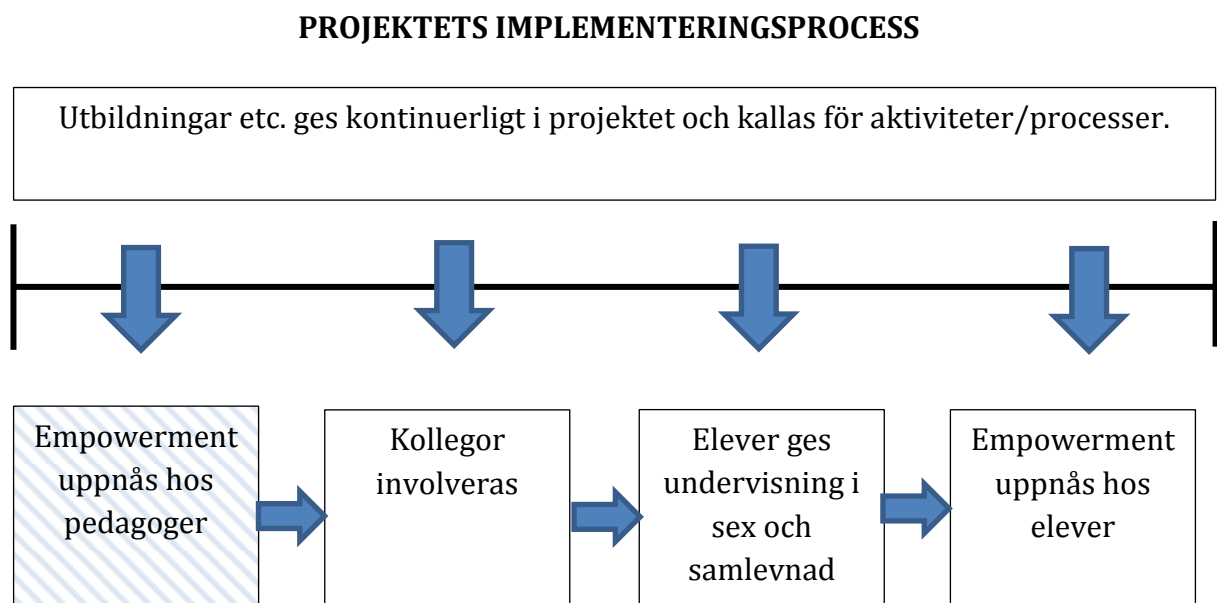 PROJEKTETS IMPLEMENTERINGSPROCESS
Utbildningar etc. ges kontinuerligt i projektet och kallas för aktiviteter/processer.
Empowerment
uppnås hos
pedagoger
Kollegor
involveras
Elever ges
undervisning i
sex och
samlevnad
Empowerment
uppnås hos
elever